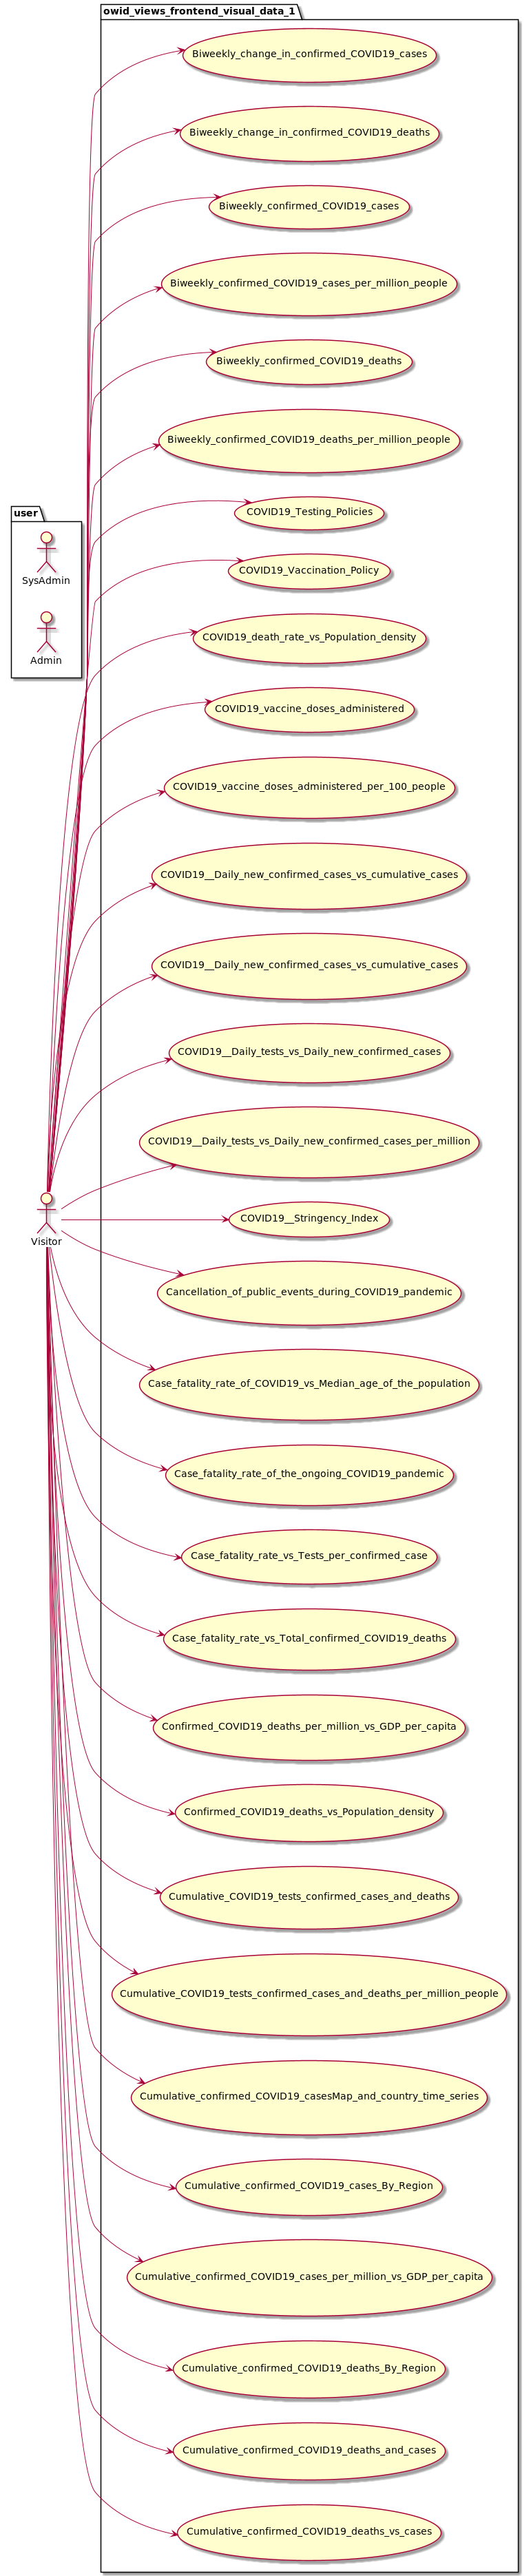 owid_views_frontend_visual_data_1
Biweekly_change_in_confirmed_COVID19_cases
Biweekly_change_in_confirmed_COVID19_deaths
Biweekly_confirmed_COVID19_cases
Biweekly_confirmed_COVID19_cases_per_million_people
Biweekly_confirmed_COVID19_deaths
Biweekly_confirmed_COVID19_deaths_per_million_people
user
COVID19_Testing_Policies
SysAdmin
COVID19_Vaccination_Policy
COVID19_death_rate_vs_Population_density
Admin
COVID19_vaccine_doses_administered
COVID19_vaccine_doses_administered_per_100_people
COVID19__Daily_new_confirmed_cases_vs_cumulative_cases
COVID19__Daily_new_confirmed_cases_vs_cumulative_cases
COVID19__Daily_tests_vs_Daily_new_confirmed_cases
COVID19__Daily_tests_vs_Daily_new_confirmed_cases_per_million
COVID19__Stringency_Index
Visitor
Cancellation_of_public_events_during_COVID19_pandemic
Case_fatality_rate_of_COVID19_vs_Median_age_of_the_population
Case_fatality_rate_of_the_ongoing_COVID19_pandemic
Case_fatality_rate_vs_Tests_per_confirmed_case
Case_fatality_rate_vs_Total_confirmed_COVID19_deaths
Confirmed_COVID19_deaths_per_million_vs_GDP_per_capita
Confirmed_COVID19_deaths_vs_Population_density
Cumulative_COVID19_tests_confirmed_cases_and_deaths
Cumulative_COVID19_tests_confirmed_cases_and_deaths_per_million_people
Cumulative_confirmed_COVID19_casesMap_and_country_time_series
Cumulative_confirmed_COVID19_cases_By_Region
Cumulative_confirmed_COVID19_cases_per_million_vs_GDP_per_capita
Cumulative_confirmed_COVID19_deaths_By_Region
Cumulative_confirmed_COVID19_deaths_and_cases
Cumulative_confirmed_COVID19_deaths_vs_cases